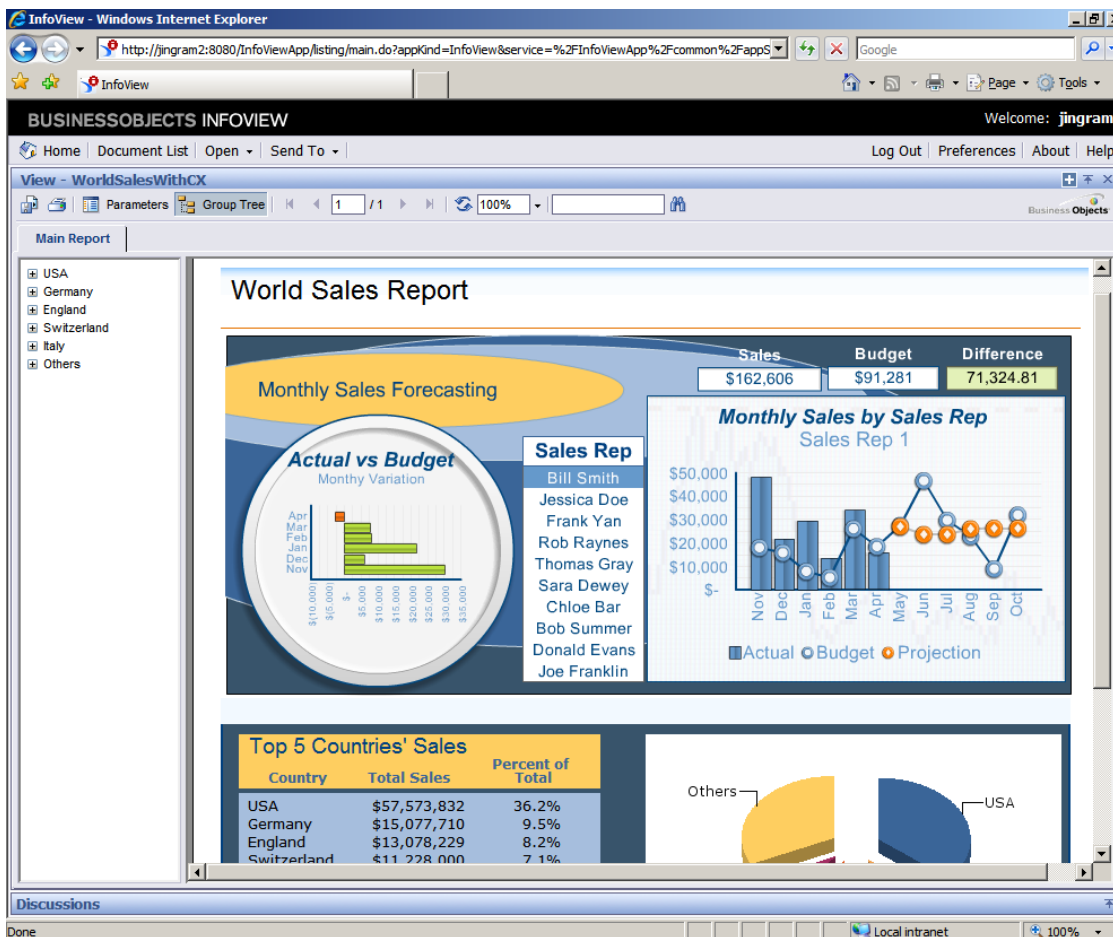 InfoView - Windows Internet Explorer
http://jingram2:8080/InfoViewApp/listing/main.do?appKind=InfoView&service=%2FInfoViewApp%2Fcommon%2FappS
Google
InfoView
Page
Tools
BUSINESSOBJECTS INFOVIEW
Welcome: jingram
Home
Document List
Open
Send To
Log Out
Preferences
About
Help
View - WorldSalesWithCX
Parameters
Group Tree
1
/ 1
100%
Business Objects
Main Report
USA
Germany
England
Switzerland
Italy
Others
World Sales Report
Sales
Budget
Difference
$162,606
$91,281
71,324.81
Monthly Sales Forecasting
Actual vs Budget
Monthy Variation
Apr
Mar
Feb
Jan
Dec
Nov
$(10,000)
$(5,000)
$-
$5,000
$10,000
$15,000
$20,000
$25,000
$30,000
$35,000
Sales Rep
Bill Smith
Jessica Doe
Frank Yan
Rob Raynes
Thomas Gray
Sara Dewey
Chloe Bar
Bob Summer
Donald Evans
Joe Franklin
Monthly Sales by Sales Rep
Sales Rep 1
$50,000
$40,000
$30,000
$20,000
$10,000
$-
Nov
Dec
Jan
Feb
Mar
Apr
May
Jun
Jul
Aug
Sep
Oct
Actual
Budget
Projection
Top 5 Countries' Sales
Country
Total Sales
Percent of
Total
USA $57,573,832 36.2%
Germany $15,077,710 9.5%
England $13,078,229 8.2%
Switzerland $11,228,000 7.1%
Others
USA
Discussions
Done
Local intranet
100%